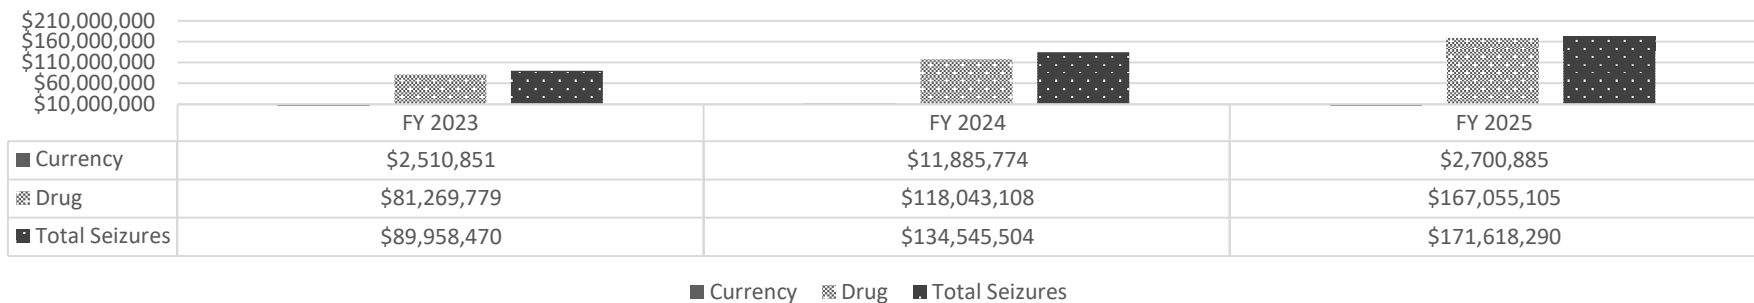 $210,000,000
$160,000,000
$110,000,000
$60,000,000
$10,000,000
FY 2023 FY 2024 FY 2025
Currency $2,510,851 $11,885,774 $2,700,885
Drug $81,269,779 $118,043,108 $167,055,105
Total Seizures $89,958,470 $134,545,504 $171,618,290
Currency Drug Total Seizures